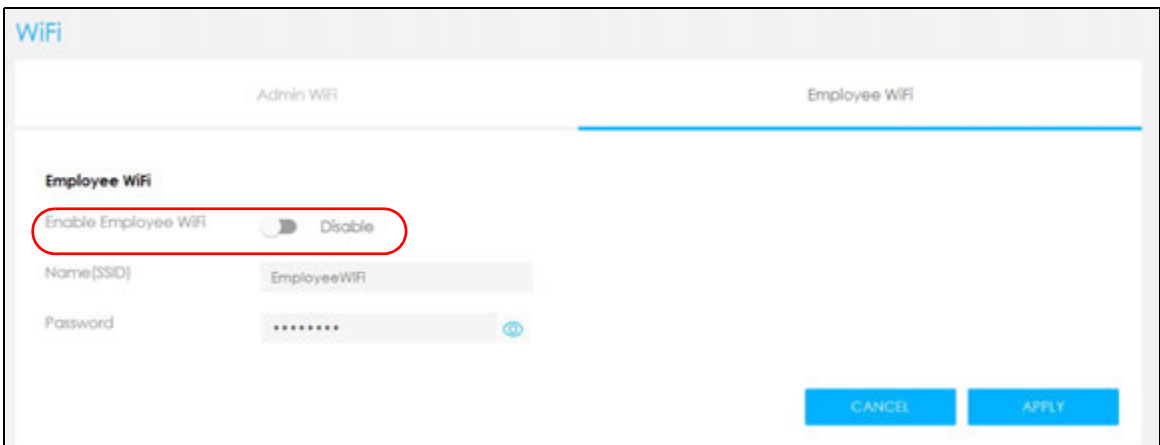 WiFi
Admin WiFi Employee WiFi
Employee WiFi
Enable Employee WiFi Disable
Name(SSID) EmployeeWiFi
Password ••••••••
CANCEL APPLY